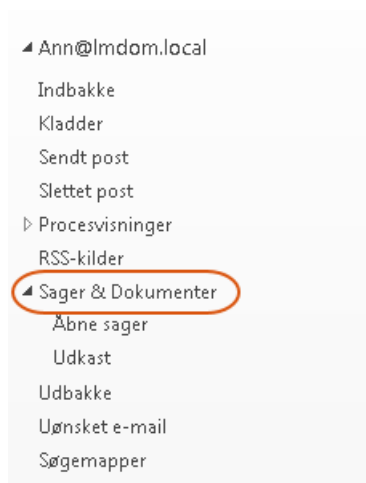 Ann@lmdom.local
Indbakke
Kladder
Sendt post
Slettet post
Procesvisninger
RSS-kilder
Sager & Dokumenter
Åbne sager
Udkast
Udbakke
Uønsket e-mail
Søgemapper